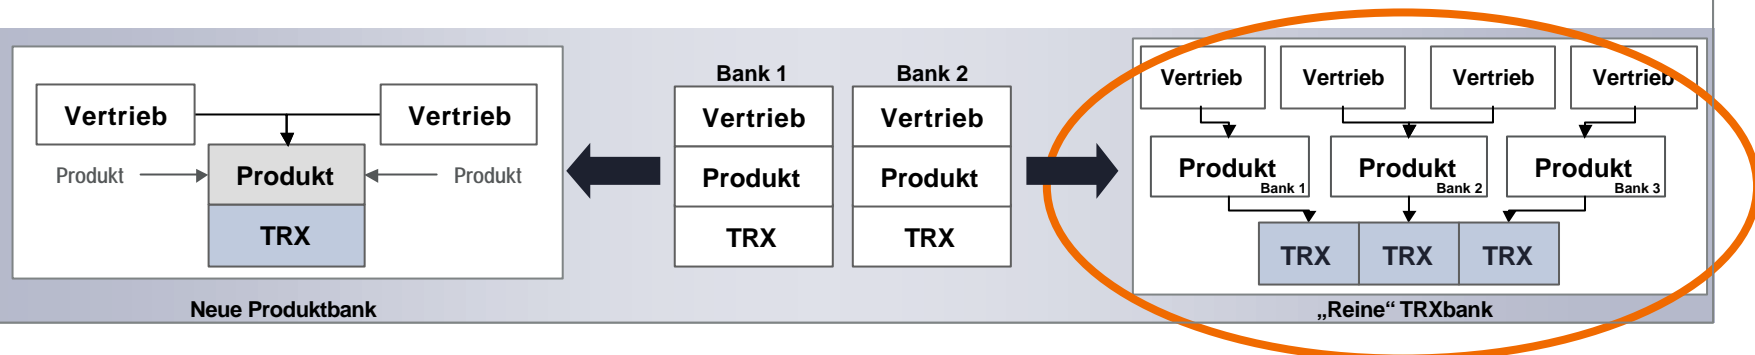 Vertrieb
Vertrieb
Produkt
Produkt
Produkt
TRX
Neue Produktbank
Bank 1
Bank 2
Vertrieb
Vertrieb
Produkt
Produkt
TRX
TRX
Vertrieb
Vertrieb
Vertrieb
Vertrieb
Produkt
Bank 1
Produkt
Bank 2
Produkt
Bank 3
TRX
TRX
TRX
„Reine“ TRXbank